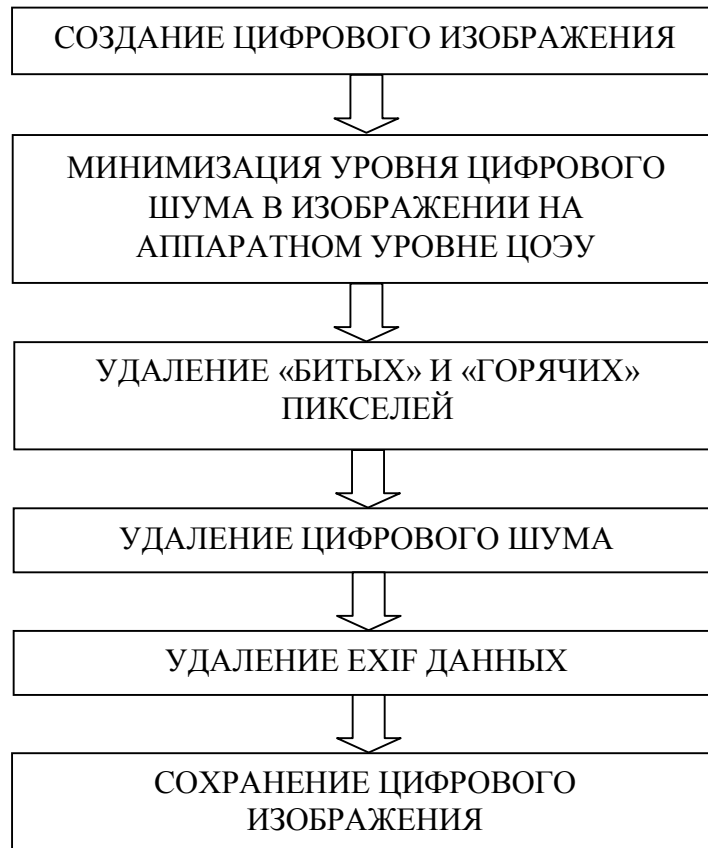 СОЗДАНИЕ ЦИФРОВОГО ИЗОБРАЖЕНИЯ
МИНИМИЗАЦИЯ УРОВНЯ ЦИФРОВОГО
ШУМА В ИЗОБРАЖЕНИИ НА
АППАРАТНОМ УРОВНЕ ЦОЭУ
УДАЛЕНИЕ «БИТЫХ» И «ГОРЯЧИХ»
ПИКСЕЛЕЙ
УДАЛЕНИЕ ЦИФРОВОГО ШУМА
УДАЛЕНИЕ EXIF ДАННЫХ
СОХРАНЕНИЕ ЦИФРОВОГО
ИЗОБРАЖЕНИЯ